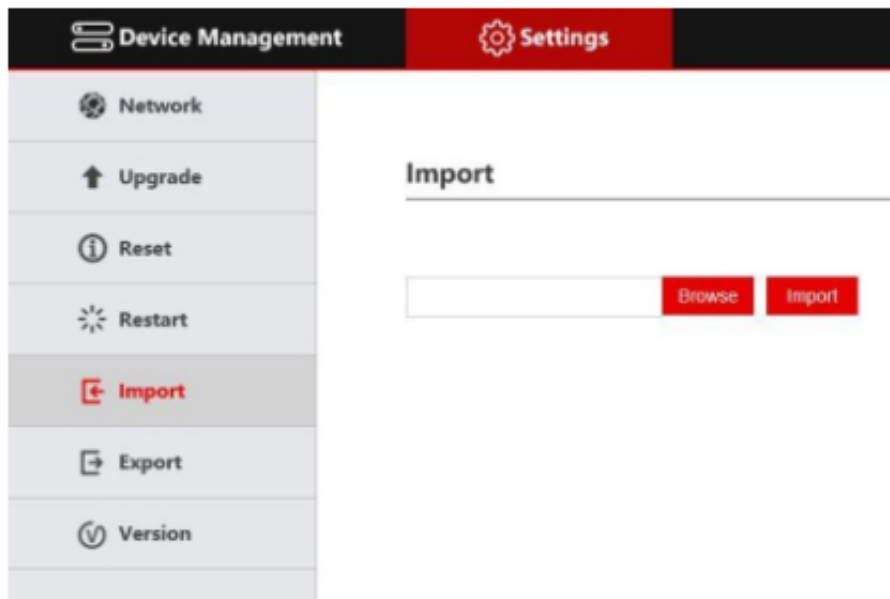 Device Management
Settings
Network
Upgrade
Reset
Restart
Import
Export
Version
Import
Browse
Import